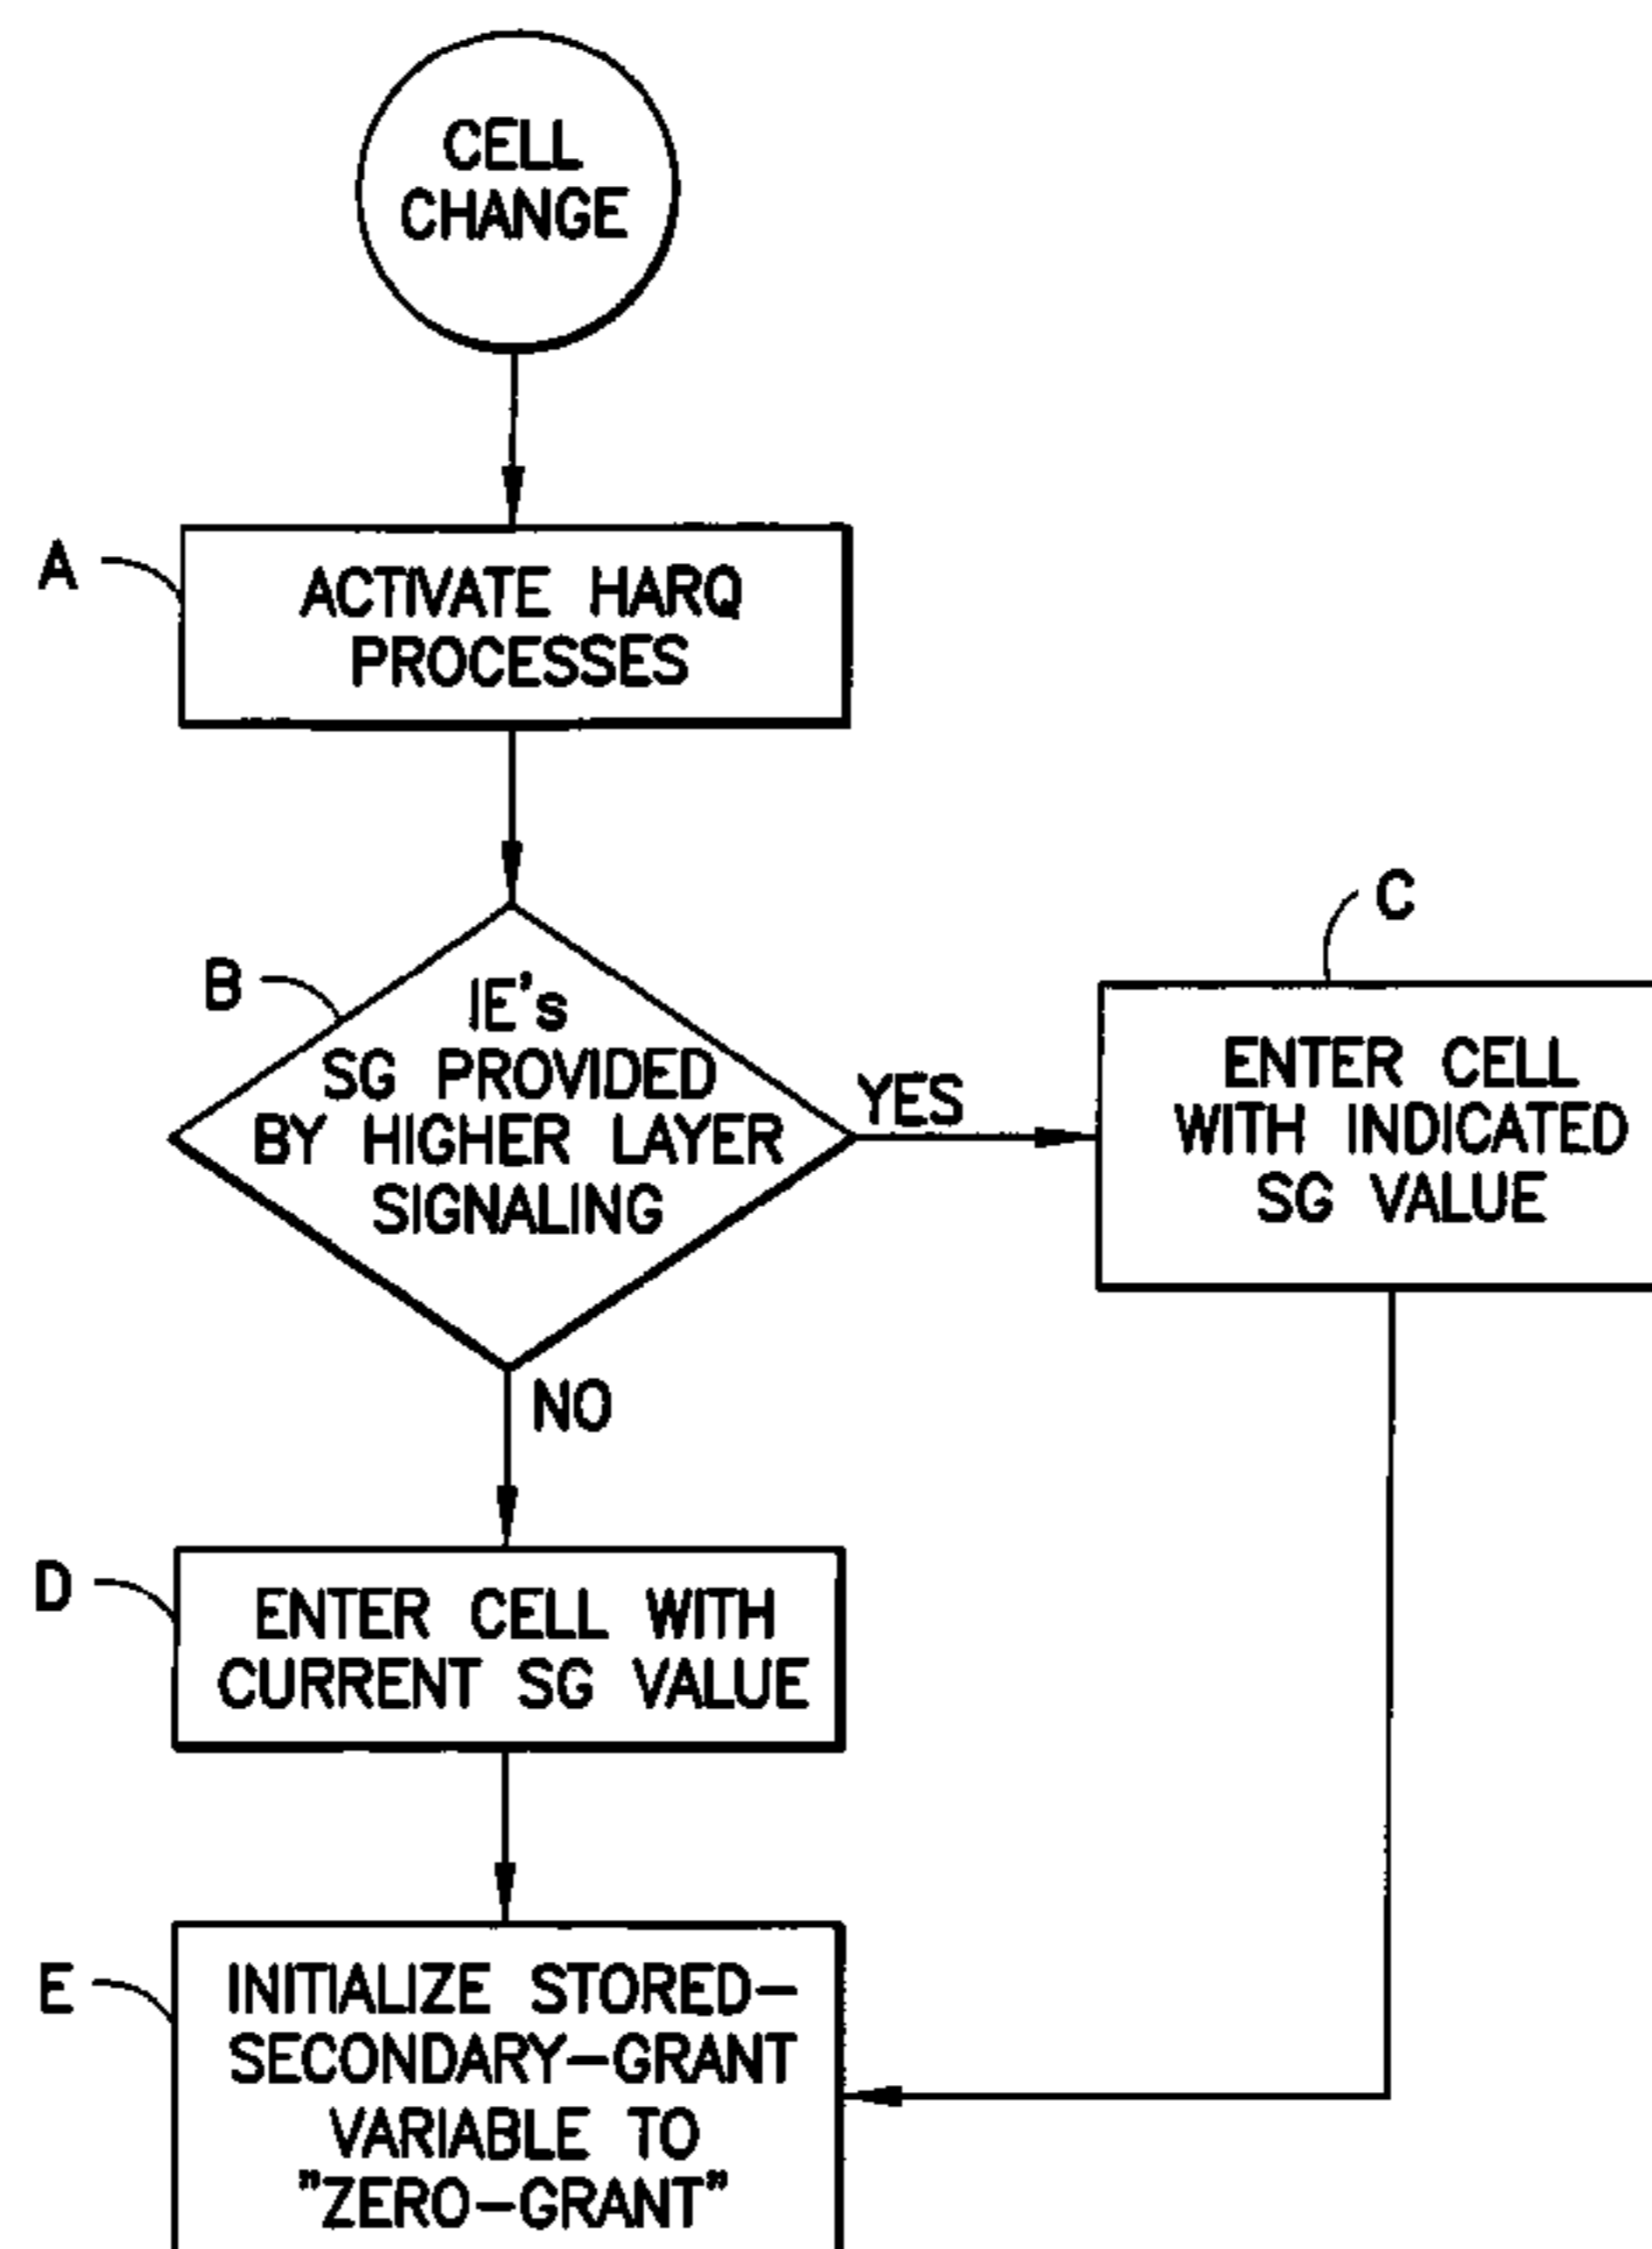 CELL
CHANGE
A
ACTIVATE HARQ
PROCESSES
B
IE's
SG PROVIDED
BY HIGHER LAYER
SIGNALING
YES
C
ENTER CELL
WITH INDICATED
SG VALUE
NO
D
ENTER CELL WITH
CURRENT SG VALUE
E
INITIALIZE STORED-
SECONDARY-GRANT
VARIABLE TO
"ZERO-GRANT"